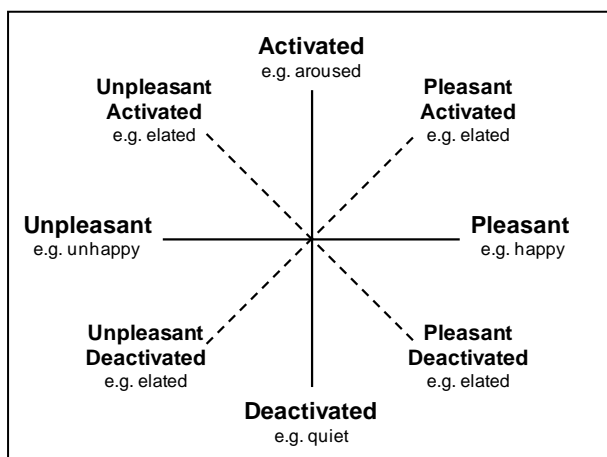 Activated
e.g. aroused
Unpleasant
Activated
e.g. elated
Pleasant
Activated
e.g. elated
Unpleasant
e.g. unhappy
Pleasant
e.g. happy
Unpleasant
Deactivated
e.g. elated
Pleasant
Deactivated
e.g. elated
Deactivated
e.g. quiet